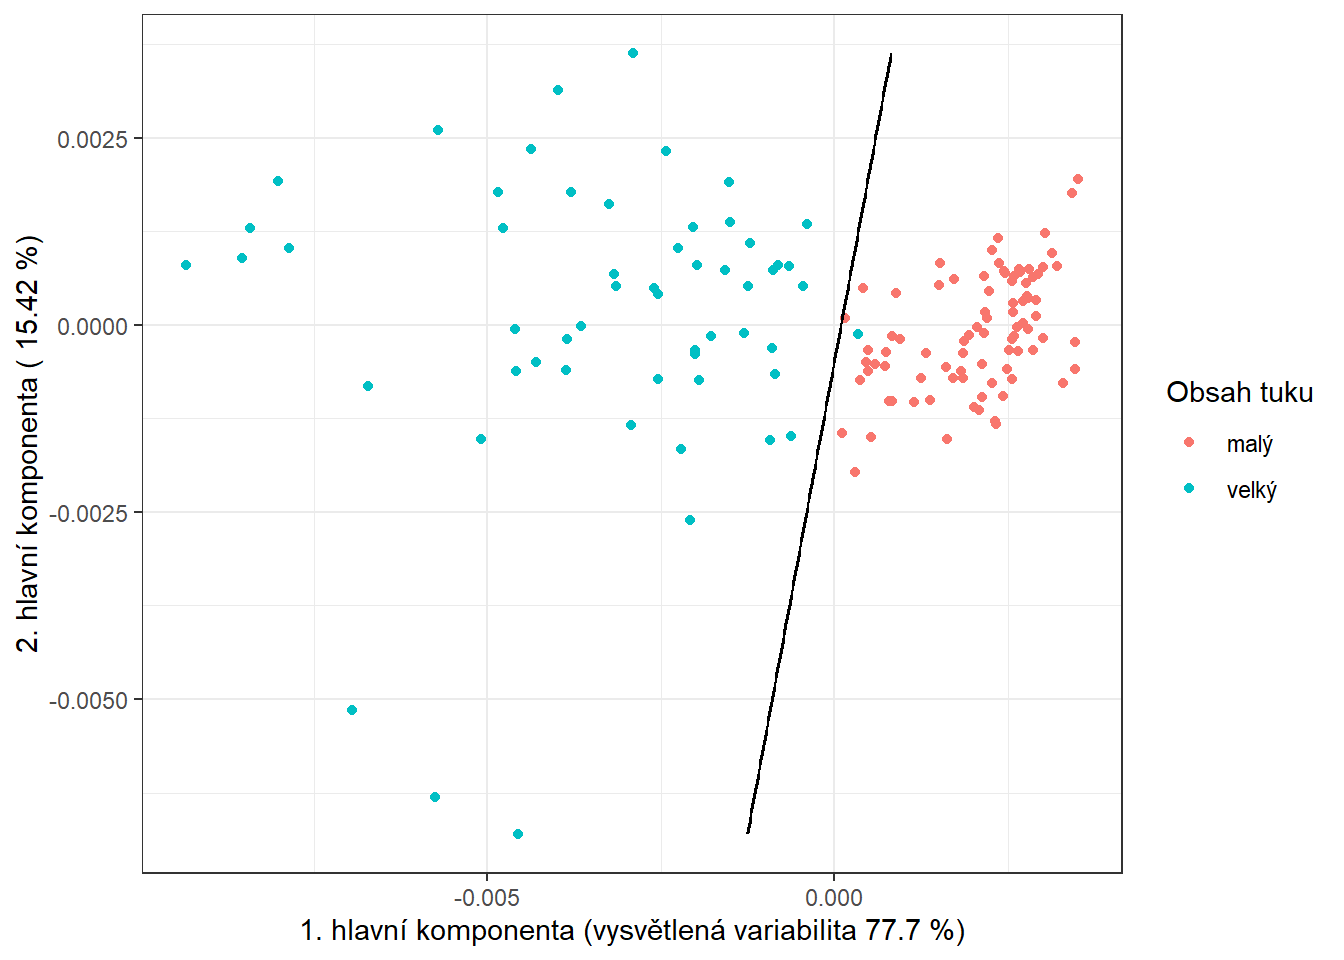 2. hlavní komponenta ( 15.42 %)
0.0025
0.0000
-0.0025
-0.0050
-0.005
0.000
1. hlavní komponenta (vysvětlená variabilita 77.7 %)
Obsah tuku
malý
velký